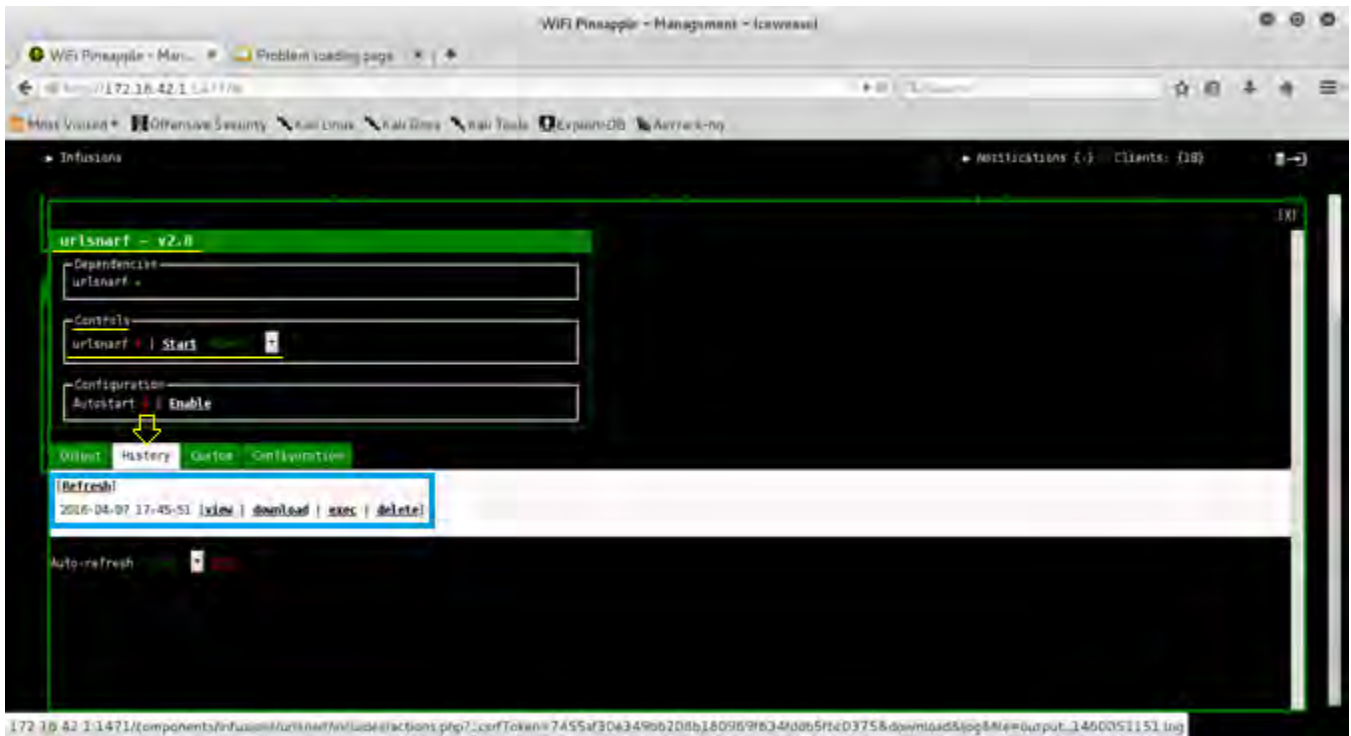 WiFi Pineapple - Management - Iceweasel
WiFi Pineapple - Man...
Problem loading page
172.16.42.1
Most Visited
Offensive Security
Kali Linux
Kali Docs
Kali Tools
Exploit-DB
Aircrack-ng
Infusions
Notifications {-} Clients: {18}
[X]
urlsnarf - v2.0
Dependencies
urlsnarf
Controls
urlsnarf | Start
Configuration
Autostart | Enable
Output History Custom Configuration
[Refresh]
2016-04-07 17-45-51 [view | download | exec | delete]
Auto-refresh